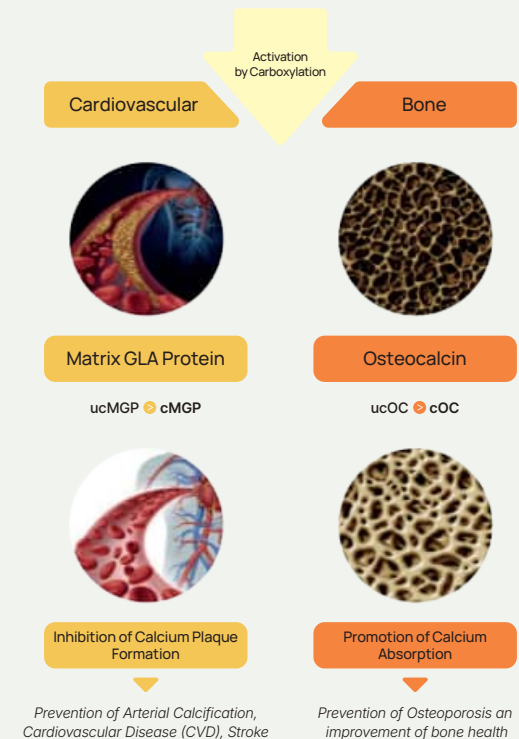 Activation
by Carboxylation
Cardiovascular
Bone
Matrix GLA Protein
Osteocalcin
ucMGP > cMGP
ucOC > cOC
Inhibition of Calcium Plaque
Formation
Promotion of Calcium
Absorption
Prevention of Arterial Calcification,
Cardiovascular Disease (CVD), Stroke
Prevention of Osteoporosis an
improvement of bone health